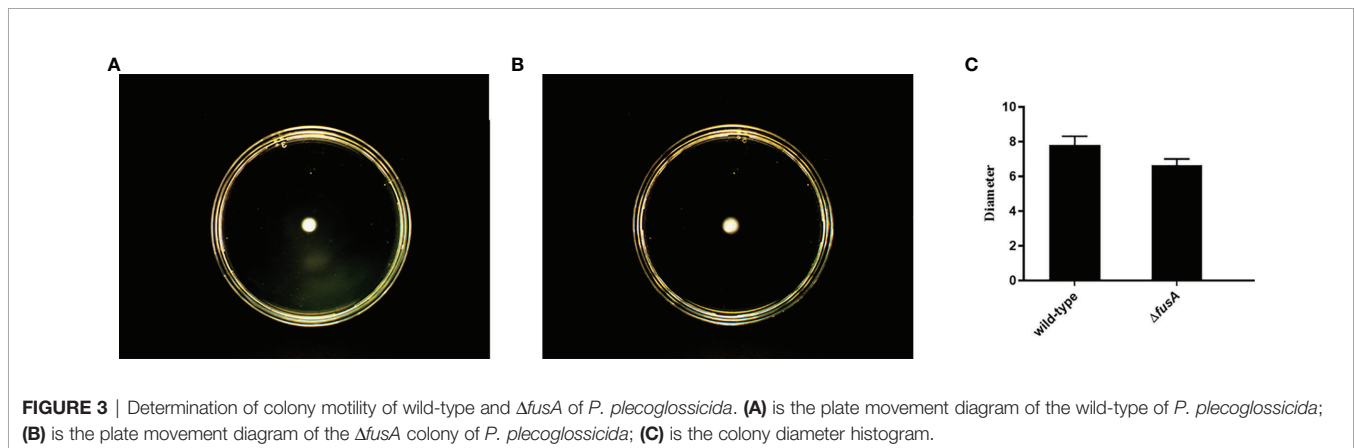 A
B
C
10
8
6
4
2
0
Diameter
wild-type
ΔfusA
FIGURE 3 | Determination of colony motility of wild-type and ΔfusA of P. plecoglossicida. (A) is the plate movement diagram of the wild-type of P. plecoglossicida;
(B) is the plate movement diagram of the ΔfusA colony of P. plecoglossicida; (C) is the colony diameter histogram.